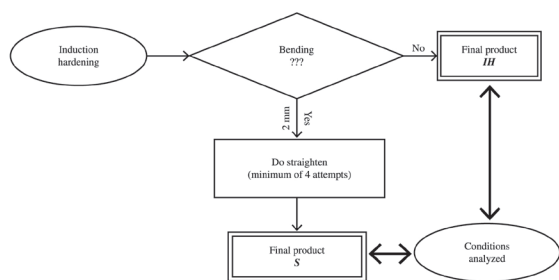 Induction
hardening
Bending
???
No
Final product
IH
2 mm
Yes
Do straighten
(minimum of 4 attempts)
Final product
S
Conditions
analyzed